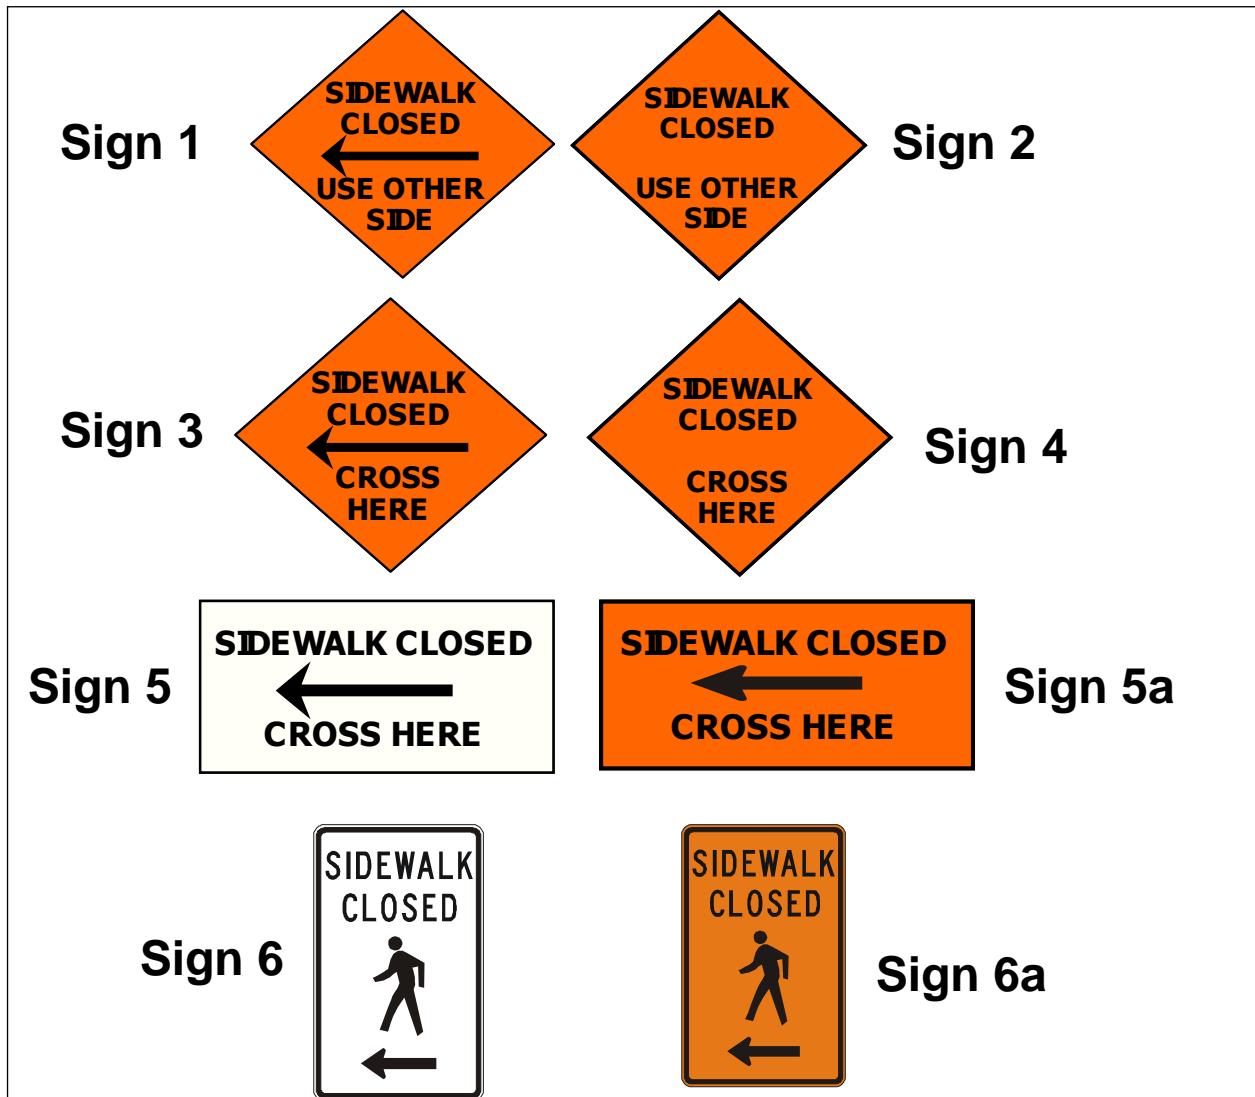 Sign 1
SIDEWALK
CLOSED
USE OTHER
SIDE
SIDEWALK
CLOSED
USE OTHER
SIDE
Sign 2
Sign 3
SIDEWALK
CLOSED
CROSS
HERE
SIDEWALK
CLOSED
CROSS
HERE
Sign 4
Sign 5
SIDEWALK CLOSED
CROSS HERE
SIDEWALK CLOSED
CROSS HERE
Sign 5a
Sign 6
SIDEWALK
CLOSED
SIDEWALK
CLOSED
Sign 6a